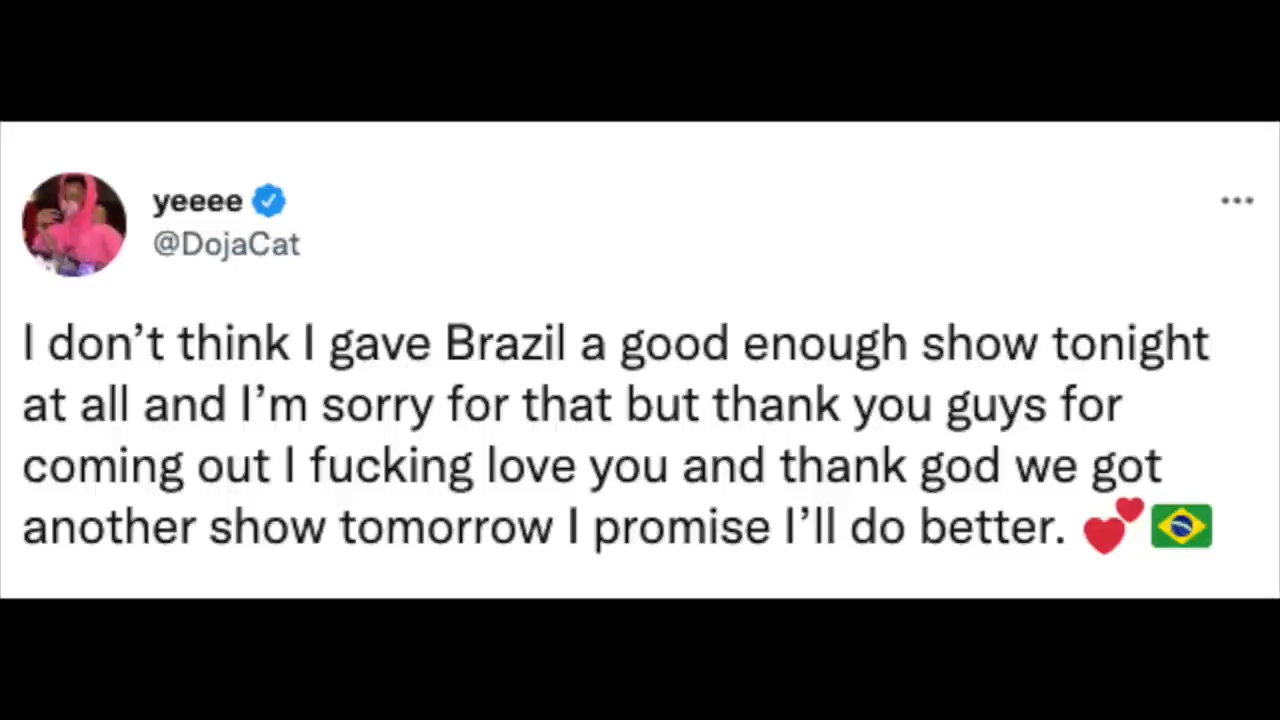 yeeee
@DojaCat
I don’t think I gave Brazil a good enough show tonight
at all and I’m sorry for that but thank you guys for
coming out I fucking love you and thank god we got
another show tomorrow I promise I’ll do better. 💕🇧🇷